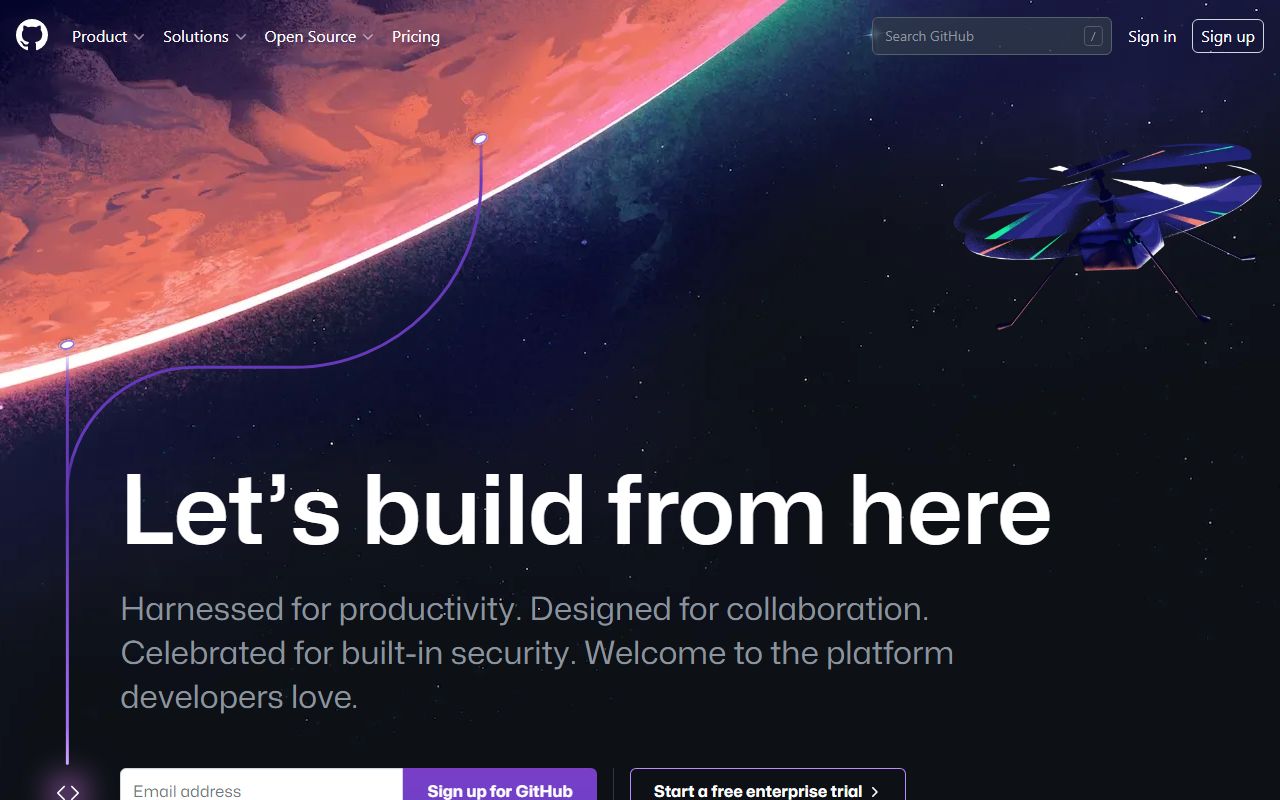 Product
Solutions
Open Source
Pricing
Search GitHub
/
Sign in
Sign up
Let’s build from here
Harnessed for productivity. Designed for collaboration.
Celebrated for built-in security. Welcome to the platform
developers love.
Email address
Sign up for GitHub
Start a free enterprise trial